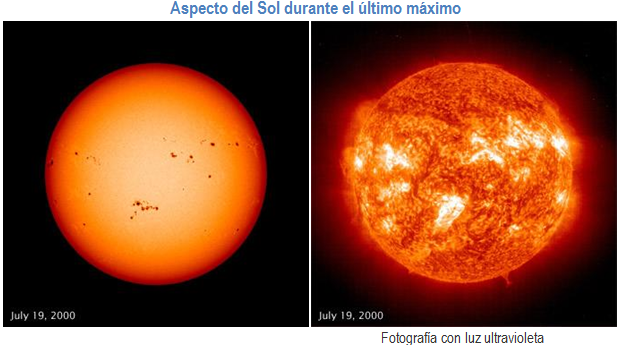 Aspecto del Sol durante el último máximo
July 19, 2000
July 19, 2000
Fotografía con luz ultravioleta